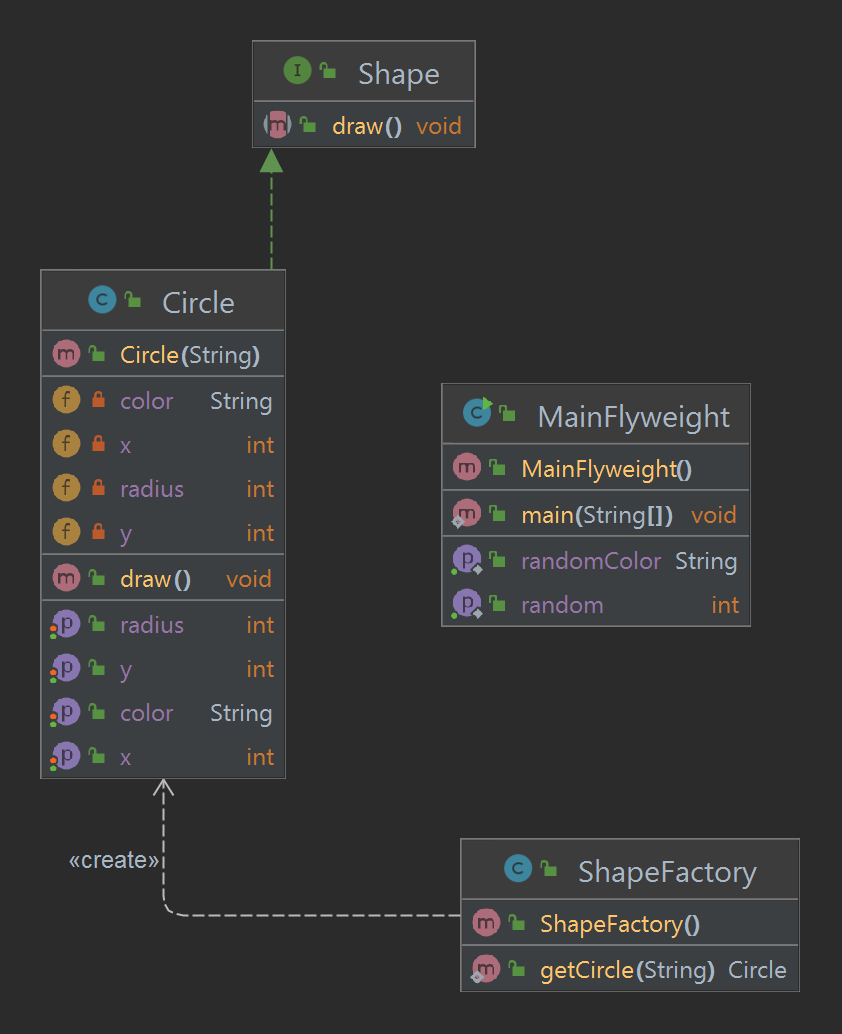 I Shape
m draw() void
C Circle
m Circle(String)
f color String
f x int
f radius int
f y int
m draw() void
p radius int
p y int
p color String
p x int
C MainFlyweight
m MainFlyweight()
m main(String[]) void
p randomColor String
p random int
«create»
C ShapeFactory
m ShapeFactory()
m getCircle(String) Circle